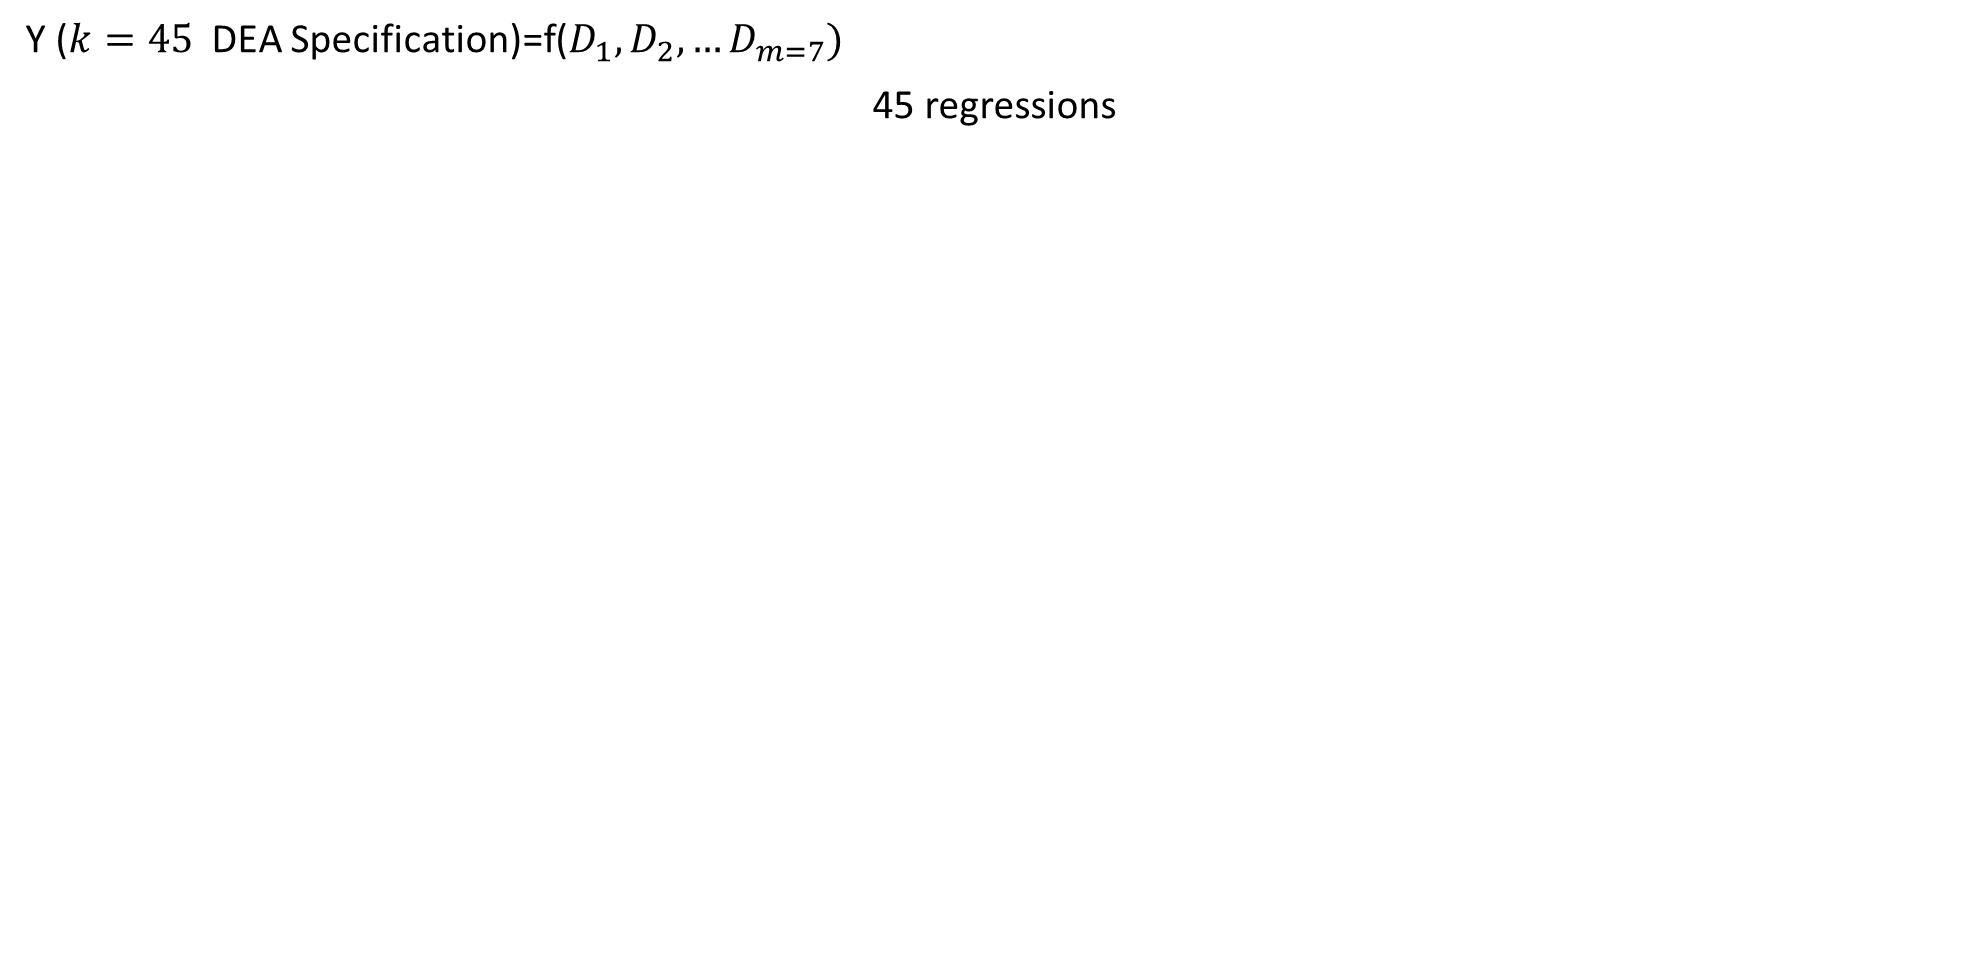 Y (𝑘 = 45 DEA Specification)=f(𝐷₁, 𝐷₂, … 𝐷ₘ₌₇)
45 regressions